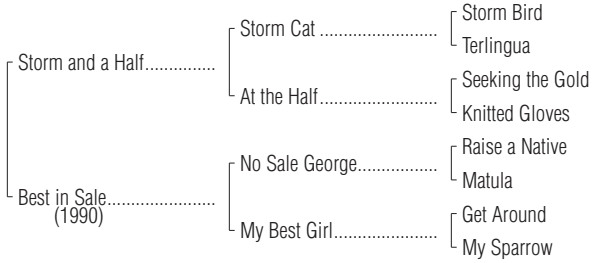 Storm Bird
Storm Cat ....................
Terlingua
Storm and a Half...............
Seeking the Gold
At the Half.........................
Knitted Gloves
Raise a Native
No Sale George.................
Matula
Best in Sale.......................
(1990)
Get Around
My Best Girl......................
My Sparrow